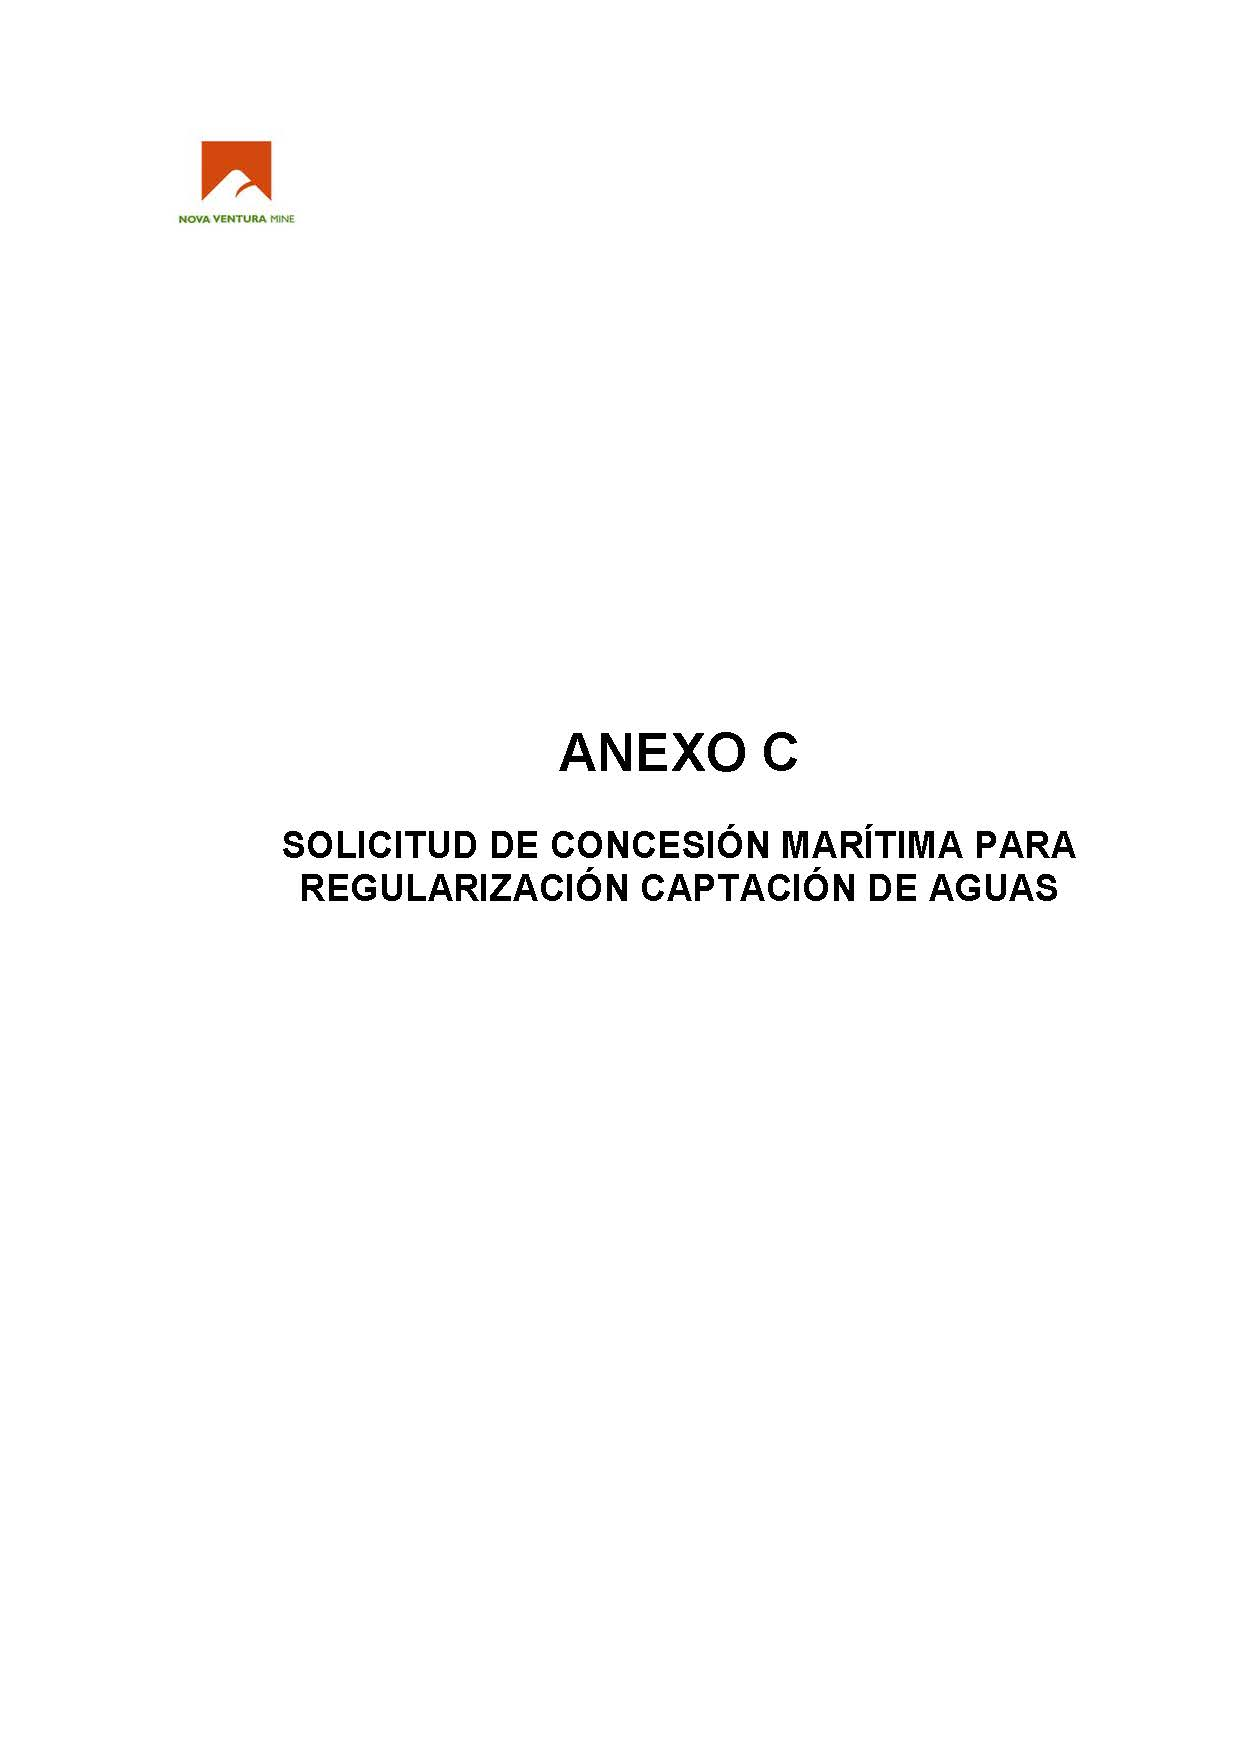 NOVA VENTURA MINE
ANEXO C
SOLICITUD DE CONCESIÓN MARÍTIMA PARA
REGULARIZACIÓN CAPTACIÓN DE AGUAS